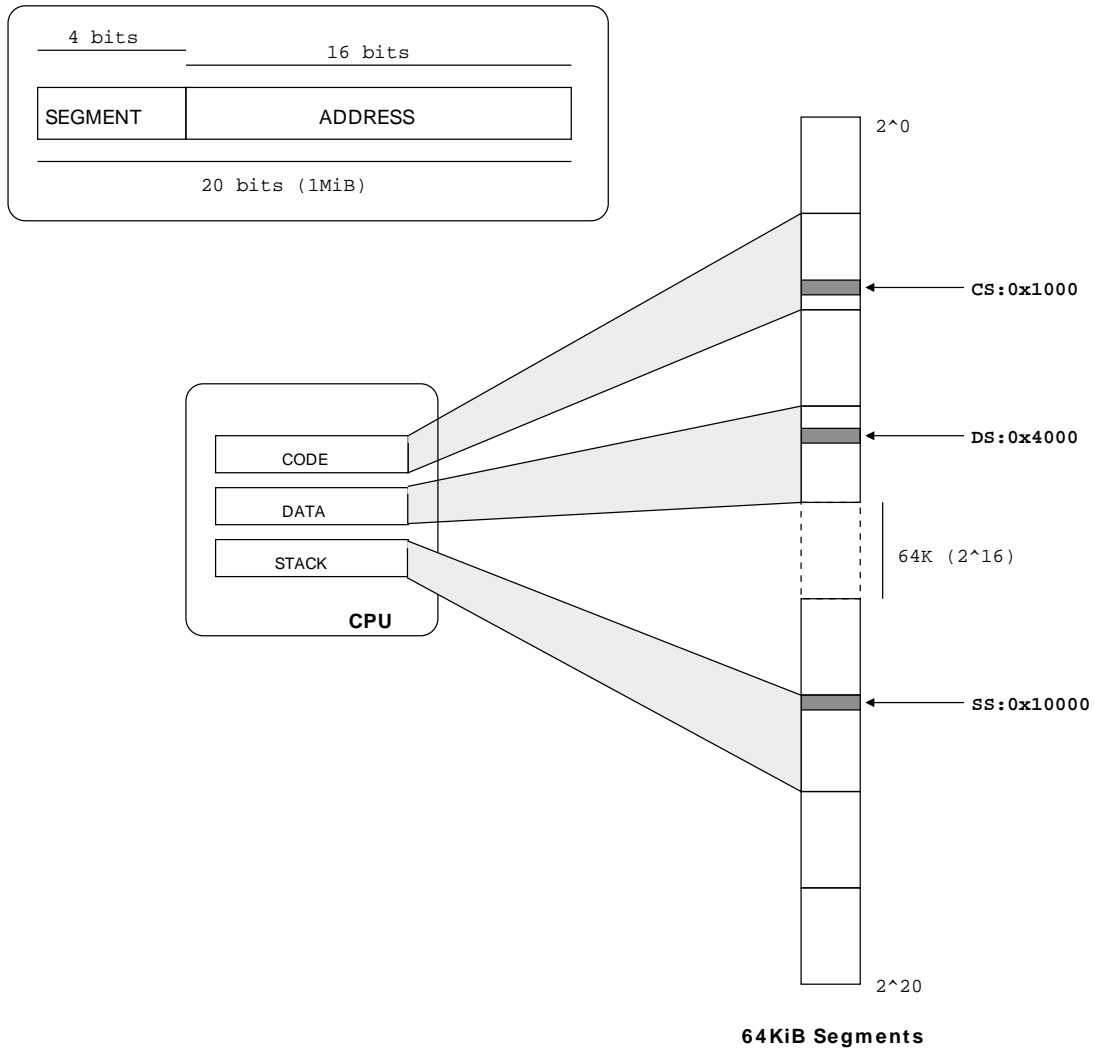 4 bits
16 bits
SEGMENT
ADDRESS
20 bits (1MiB)
2^0
CS:0x1000
DS:0x4000
CODE
DATA
STACK
CPU
64K (2^16)
SS:0x10000
2^20
64KiB Segments